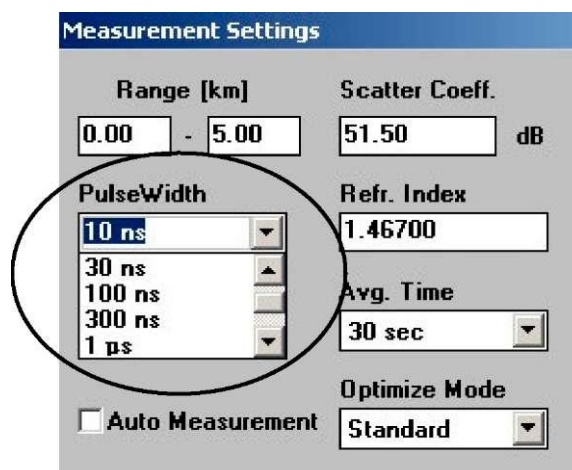 Measurement Settings
Range [km]
0.00 - 5.00
Scatter Coeff.
51.50 dB
PulseWidth
10 ns
30 ns
100 ns
300 ns
1 µs
Refr. Index
1.46700
Avg. Time
30 sec
Auto Measurement
Optimize Mode
Standard